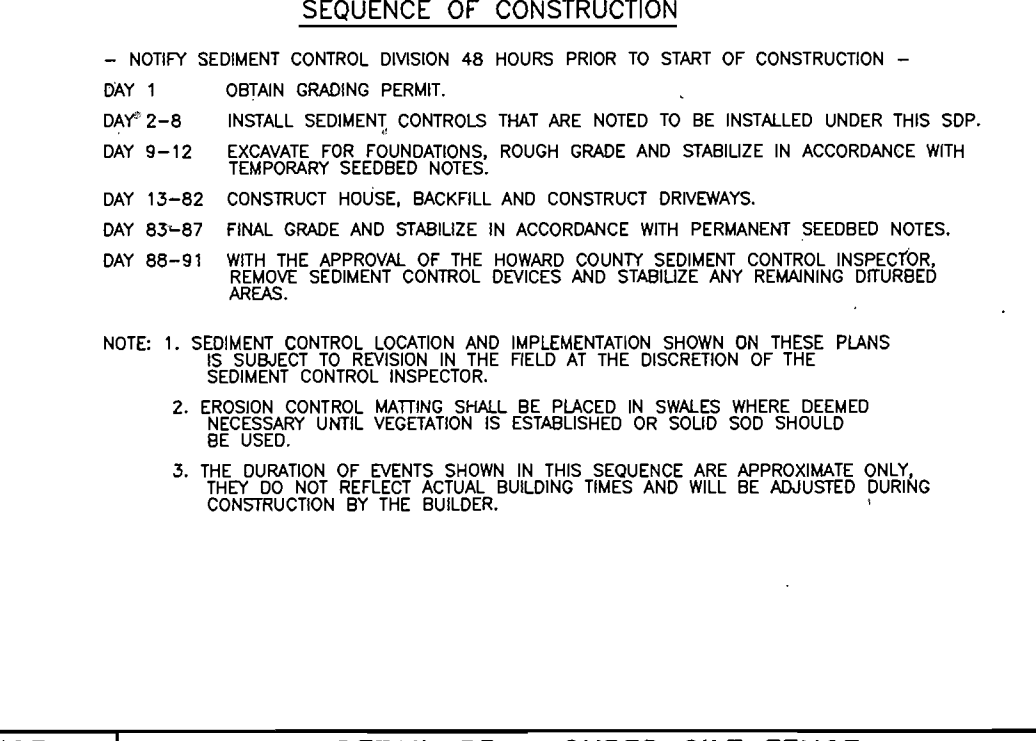 SEQUENCE OF CONSTRUCTION
– NOTIFY SEDIMENT CONTROL DIVISION 48 HOURS PRIOR TO START OF CONSTRUCTION –
DAY 1 OBTAIN GRADING PERMIT.
DAY 2–8 INSTALL SEDIMENT CONTROLS THAT ARE NOTED TO BE INSTALLED UNDER THIS SDP.
DAY 9–12 EXCAVATE FOR FOUNDATIONS, ROUGH GRADE AND STABILIZE IN ACCORDANCE WITH
TEMPORARY SEEDBED NOTES.
DAY 13–82 CONSTRUCT HOUSE, BACKFILL AND CONSTRUCT DRIVEWAYS.
DAY 83–87 FINAL GRADE AND STABILIZE IN ACCORDANCE WITH PERMANENT SEEDBED NOTES.
DAY 88–91 WITH THE APPROVAL OF THE HOWARD COUNTY SEDIMENT CONTROL INSPECTOR,
REMOVE SEDIMENT CONTROL DEVICES AND STABILIZE ANY REMAINING DITURBED
AREAS.
NOTE: 1. SEDIMENT CONTROL LOCATION AND IMPLEMENTATION SHOWN ON THESE PLANS
IS SUBJECT TO REVISION IN THE FIELD AT THE DISCRETION OF THE
SEDIMENT CONTROL INSPECTOR.
2. EROSION CONTROL MATTING SHALL BE PLACED IN SWALES WHERE DEEMED
NECESSARY UNTIL VEGETATION IS ESTABLISHED OR SOLID SOD SHOULD
BE USED.
3. THE DURATION OF EVENTS SHOWN IN THIS SEQUENCE ARE APPROXIMATE ONLY,
THEY DO NOT REFLECT ACTUAL BUILDING TIMES AND WILL BE ADJUSTED DURING
CONSTRUCTION BY THE BUILDER.